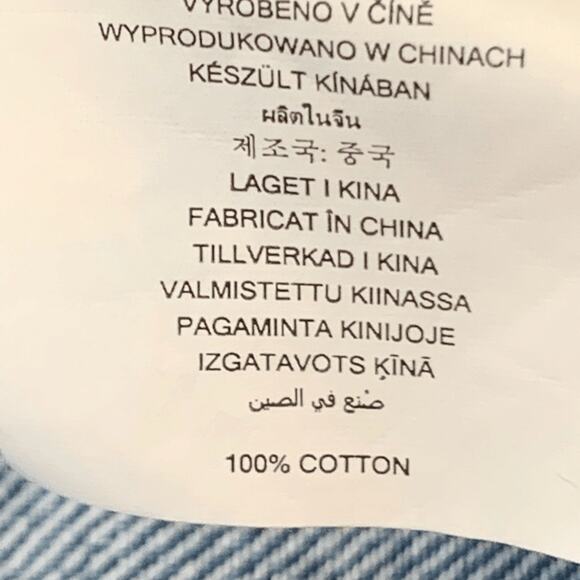 VYROBENO V ČÍNĚ
WYPRODUKOWANO W CHINACH
KÉSZÜLT KÍNÁBAN
ผลิตในจีน
제조국: 중국
LAGET I KINA
FABRICAT ÎN CHINA
TILLVERKAD I KINA
VALMISTETTU KIINASSA
PAGAMINTA KINIJOJE
IZGATAVOTS ĶĪNĀ
صُنع في الصين
100% COTTON